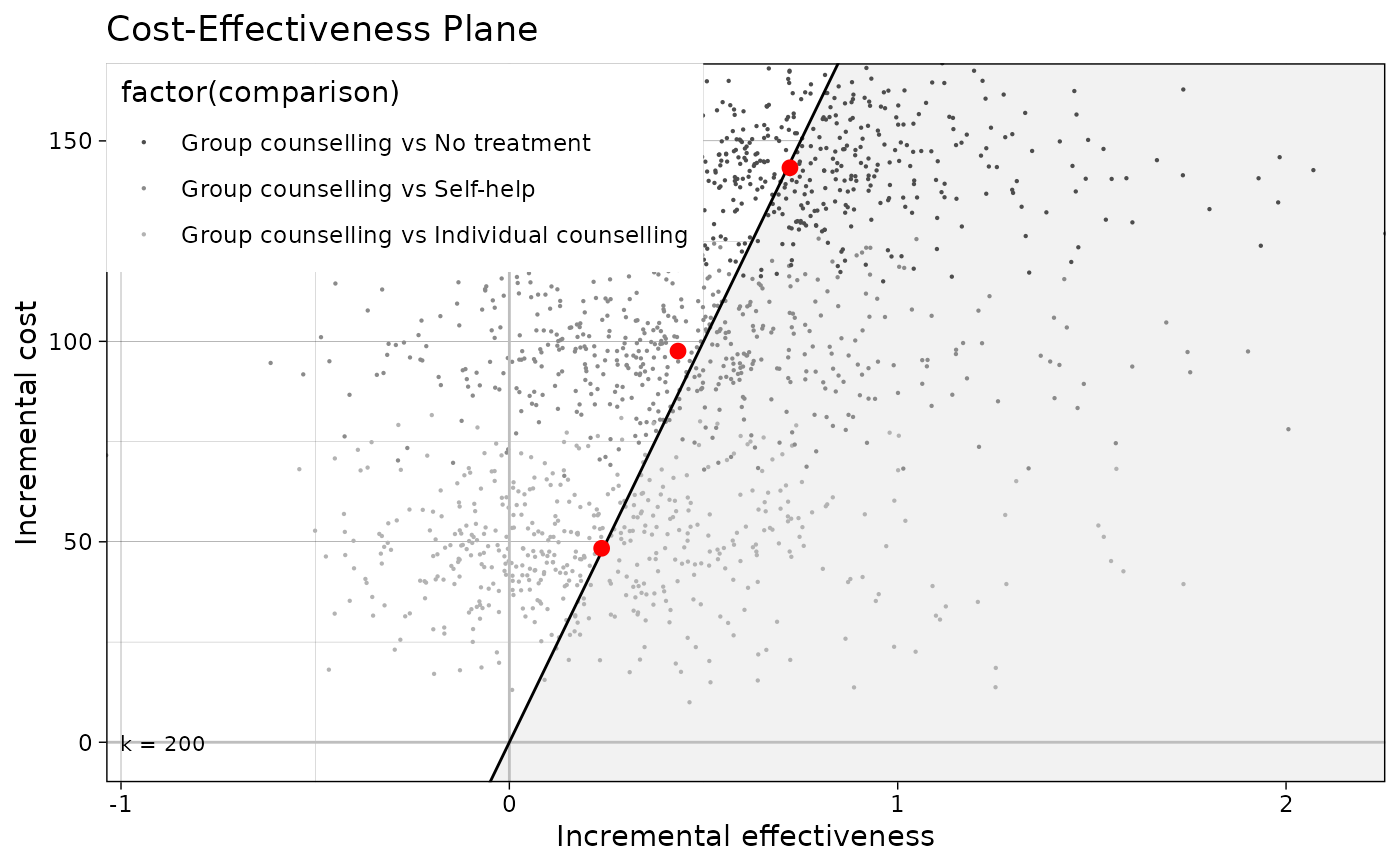 Cost-Effectiveness Plane
factor(comparison)
Group counselling vs No treatment
Group counselling vs Self-help
Group counselling vs Individual counselling
Incremental cost
150
100
50
0
k = 200
-1
0
1
2
Incremental effectiveness